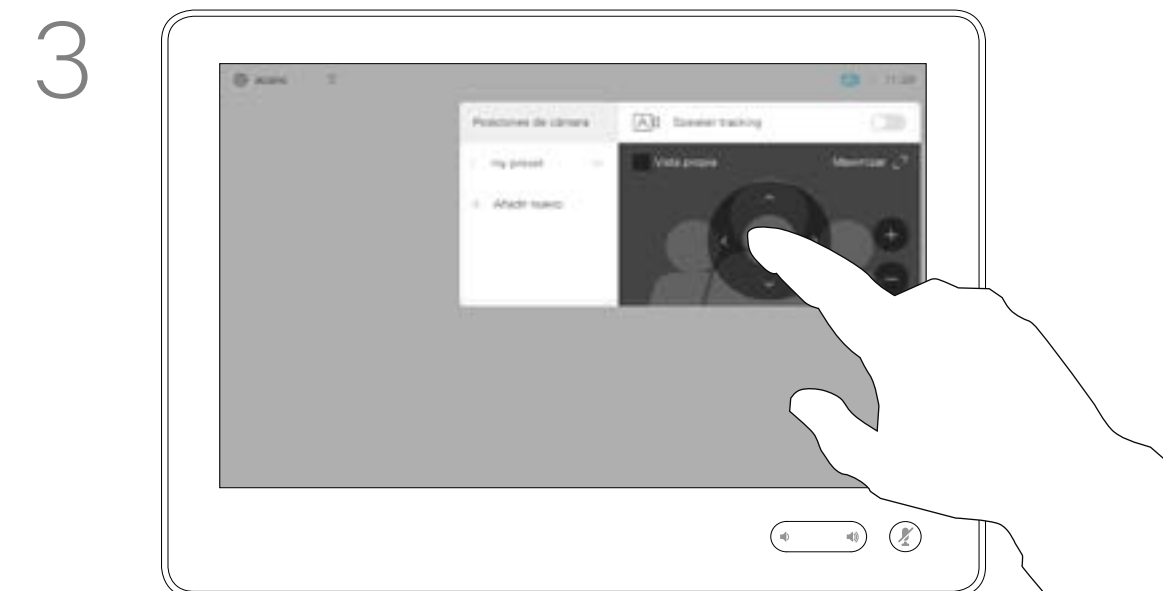 3
Posiciones de cámara
Speaker tracking
my preset
Vista propia
Maximizar
Añadir nuevo